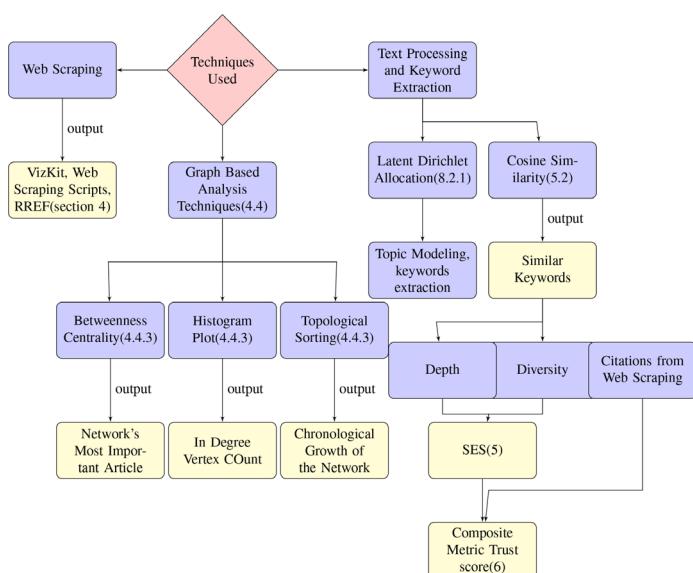 Techniques
Used
Web Scraping
Text Processing
and Keyword
Extraction
output
VizKit, Web
Scraping Scripts,
RREF(section 4)
Graph Based
Analysis
Techniques(4.4)
Latent Dirichlet
Allocation(8.2.1)
Cosine Sim-
ilarity(5.2)
output
Topic Modeling,
keywords
extraction
Similar
Keywords
Betweenness
Centrality(4.4.3)
Histogram
Plot(4.4.3)
Topological
Sorting(4.4.3)
Depth
Diversity
Citations from
Web Scraping
output
output
output
Network's
Most Impor-
tant Article
In Degree
Vertex COunt
Chronological
Growth of
the Network
SES(5)
Composite
Metric Trust
score(6)